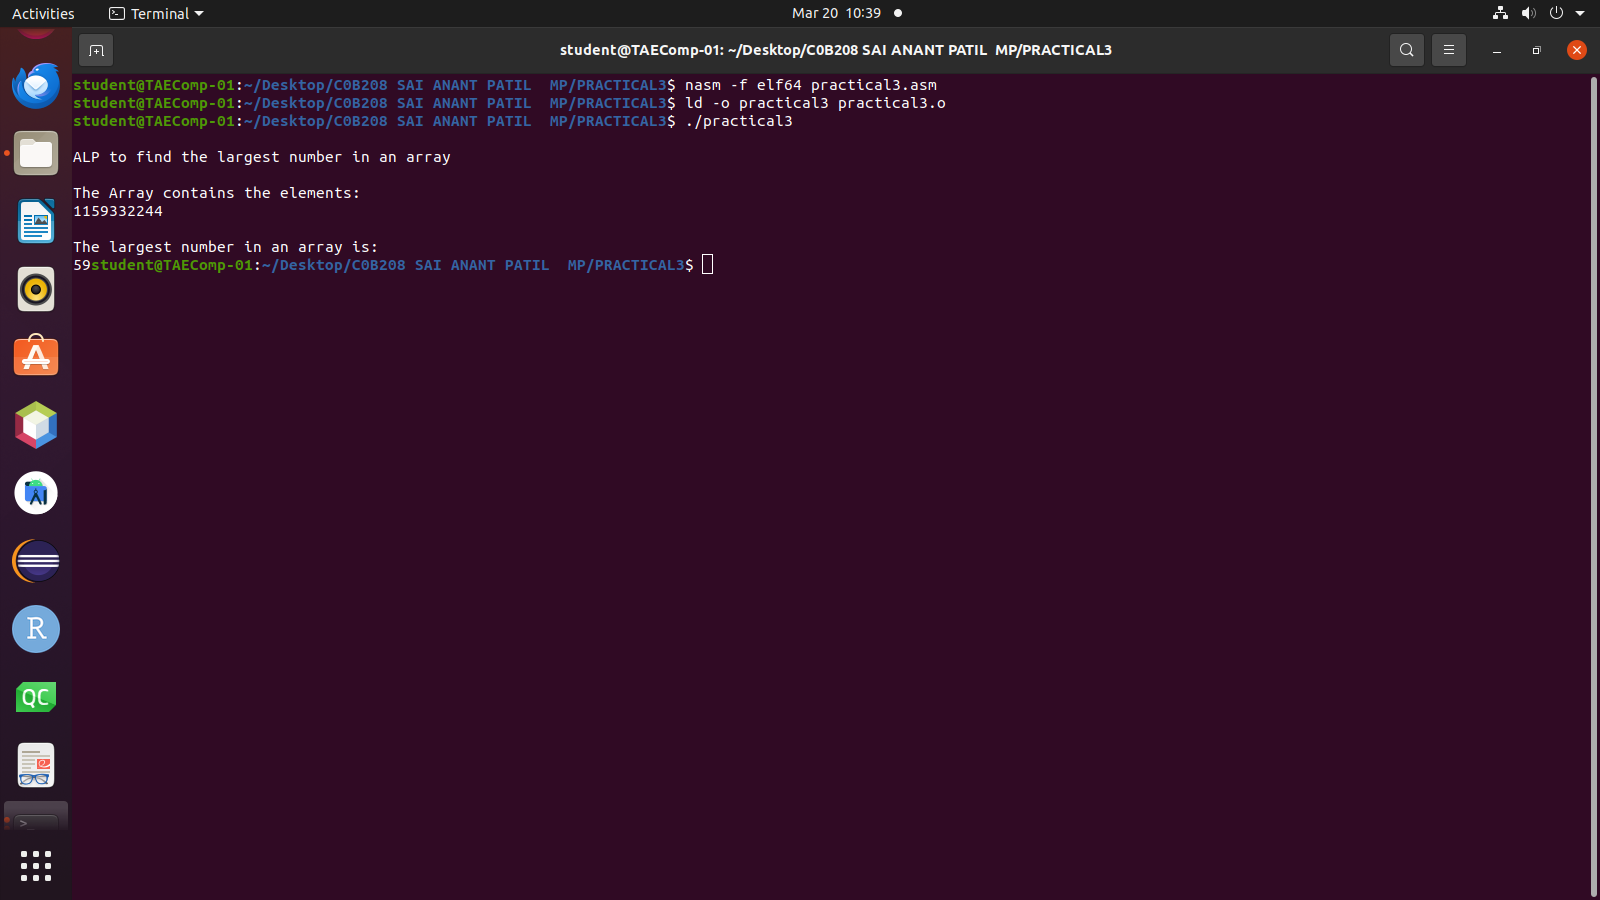 Activities
Terminal
Mar 20 10:39
student@TAEComp-01: ~/Desktop/C0B208 SAI ANANT PATIL  MP/PRACTICAL3
student@TAEComp-01:~/Desktop/C0B208 SAI ANANT PATIL  MP/PRACTICAL3$ nasm -f elf64 practical3.asm
student@TAEComp-01:~/Desktop/C0B208 SAI ANANT PATIL  MP/PRACTICAL3$ ld -o practical3 practical3.o
student@TAEComp-01:~/Desktop/C0B208 SAI ANANT PATIL  MP/PRACTICAL3$ ./practical3
ALP to find the largest number in an array
The Array contains the elements:
1159332244
The largest number in an array is:
59student@TAEComp-01:~/Desktop/C0B208 SAI ANANT PATIL  MP/PRACTICAL3$
R
QC
>_